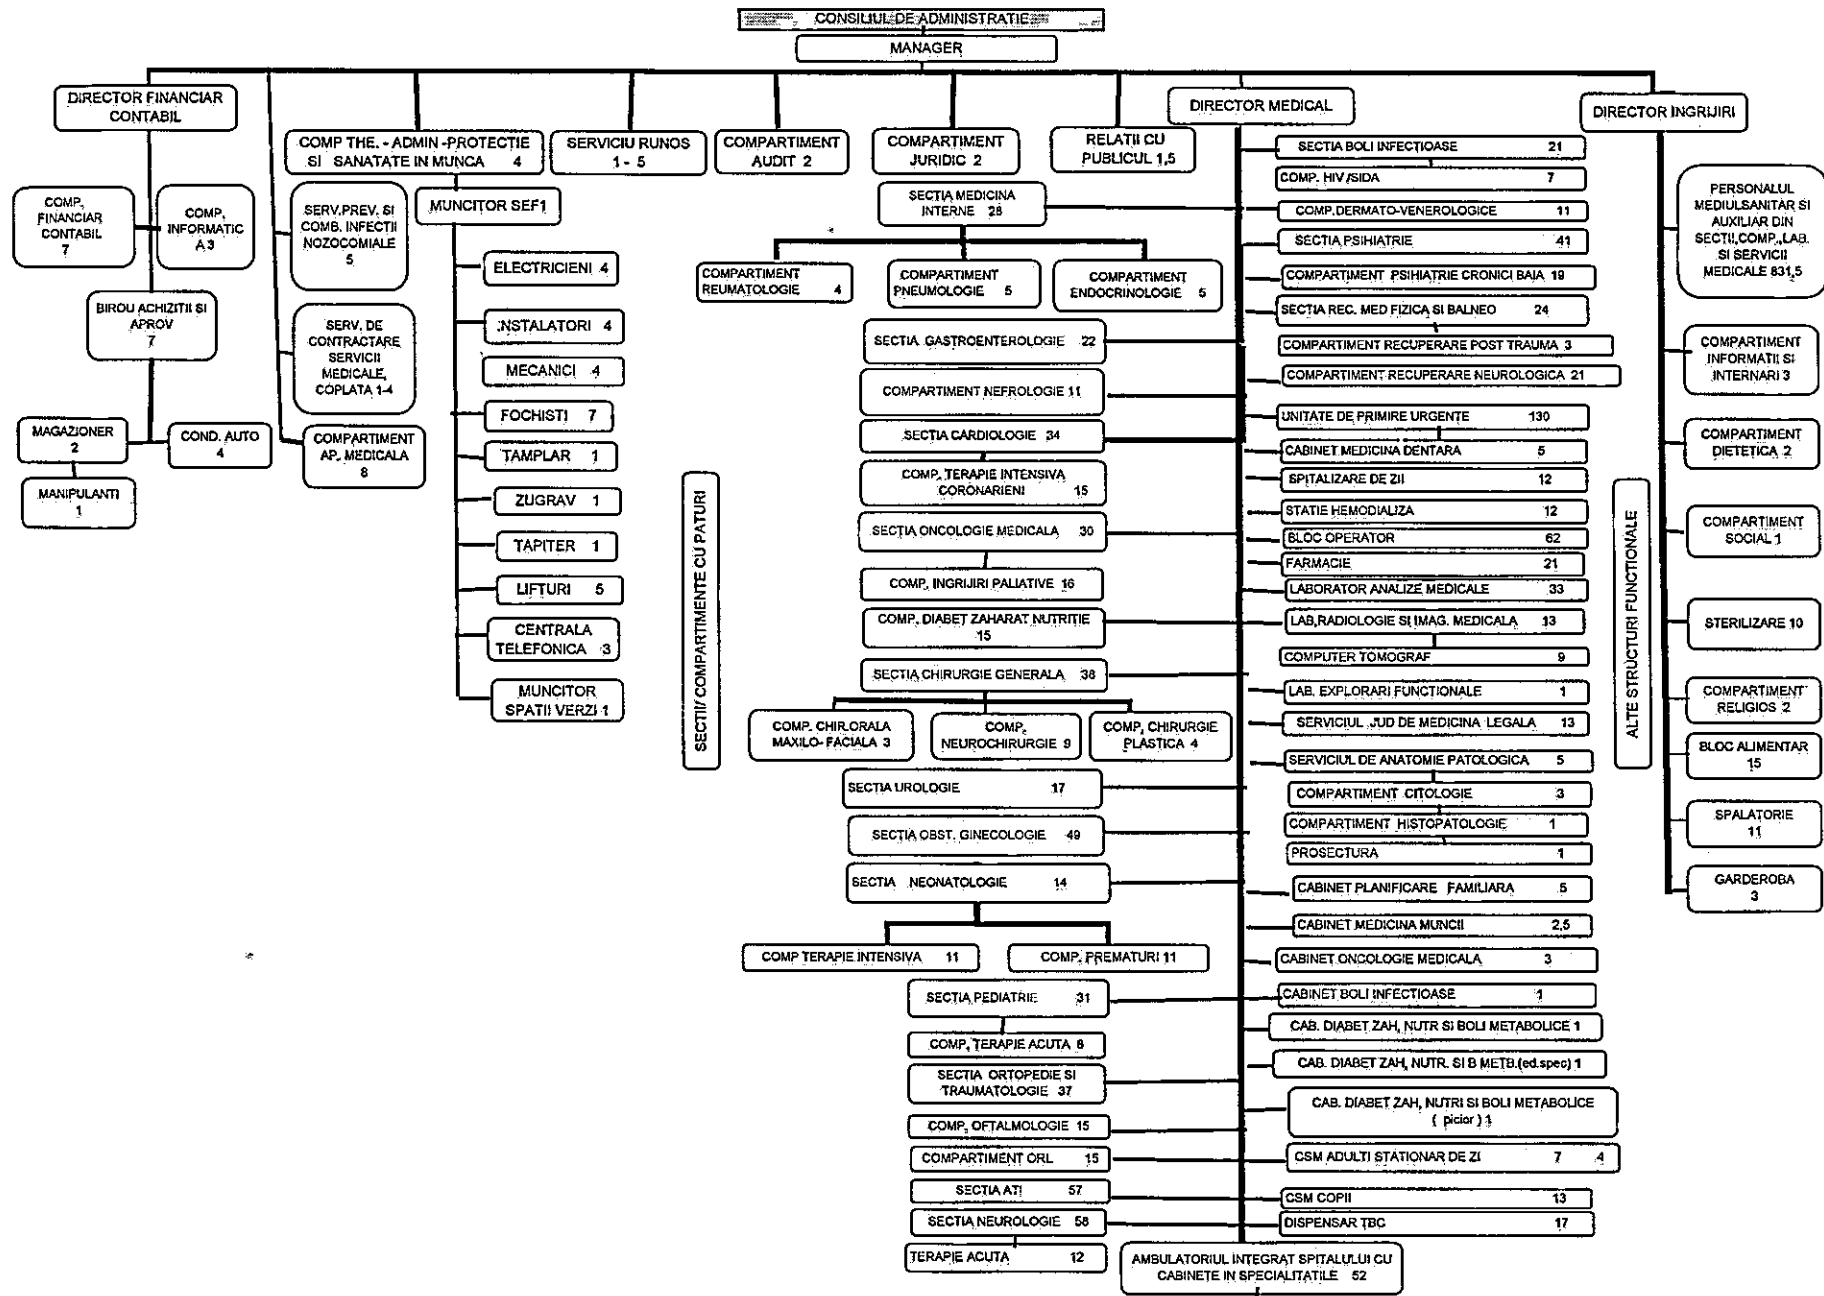 CONSILIUL DE ADMINISTRATIE
MANAGER
DIRECTOR FINANCIAR
CONTABIL
COMP.
FINANCIAR
CONTABIL
7
COMP.
INFORMATIC
A 3
BIROU ACHIZITII SI
APROV
7
MAGAZIONER
2
COND. AUTO
4
MANIPULANTI
1
SERV.PREV. SI
COMB. INFECTII
NOZOCOMIALE
5
SERV. DE
CONTRACTARE
SERVICII
MEDICALE,
COPLATA 1-4
COMPARTIMENT
AP. MEDICALA
8
COMP THE. - ADMIN -PROTECȚIE
SI SANATATE IN MUNCA 4
MUNCITOR SEF1
ELECTRICIENI 4
INSTALATORI 4
MECANICI 4
FOCHISTI 7
TAMPLAR 1
ZUGRAV 1
TAPITER 1
LIFTURI 5
CENTRALA
TELEFONICA 3
MUNCITOR
SPATII VERZI 1
SERVICIU RUNOS
1 - 5
COMPARTIMENT
AUDIT 2
COMPARTIMENT
JURIDIC 2
RELAȚII CU
PUBLICUL 1,5
SECTII/ COMPARTIMENTE CU PATURI
SECȚIA MEDICINA
INTERNE 28
COMPARTIMENT
REUMATOLOGIE 4
COMPARTIMENT
PNEUMOLOGIE 5
COMPARTIMENT
ENDOCRINOLOGIE 5
SECTIA GASTROENTEROLOGIE 22
COMPARTIMENT NEFROLOGIE 11
SECTIA CARDIOLOGIE 34
COMP. TERAPIE INTENSIVA
CORONARIENI 15
SECTIA ONCOLOGIE MEDICALA 30
COMP. INGRIJIRI PALIATIVE 16
COMP. DIABET ZAHARAT NUTRITIE
15
SECTIA CHIRURGIE GENERALA 38
COMP. CHIR.ORALA
MAXILO- FACIALA 3
COMP.
NEUROCHIRURGIE 9
COMP. CHIRURGIE
PLASTICA 4
SECTIA UROLOGIE 17
SECȚIA OBST. GINECOLOGIE 49
SECTIA NEONATOLOGIE 14
COMP TERAPIE INTENSIVA 11
COMP. PREMATURI 11
SECTIA PEDIATRIE 31
COMP. TERAPIE ACUTA 8
SECTIA ORTOPEDIE SI
TRAUMATOLOGIE 37
COMP. OFTALMOLOGIE 15
COMPARTIMENT ORL 15
SECTIA ATI 57
SECTIA NEUROLOGIE 58
TERAPIE ACUTA 12
DIRECTOR MEDICAL
SECTIA BOLI INFECȚIOASE 21
COMP. HIV /SIDA 7
COMP.DERMATO-VENEROLOGICE 11
SECTIA PSIHIATRIE 41
COMPARTIMENT PSIHIATRIE CRONICI BAIA 19
SECTIA REC. MED FIZICA SI BALNEO 24
COMPARTIMENT RECUPERARE POST TRAUMA 3
COMPARTIMENT RECUPERARE NEUROLOGICA 21
UNITATE DE PRIMIRE URGENTE 130
CABINET MEDICINA DENTARA 5
SPITALIZARE DE ZII 12
STATIE HEMODIALIZA 12
BLOC OPERATOR 62
FARMACIE 21
LABORATOR ANALIZE MEDICALE 33
LAB,RADIOLOGIE SI IMAG. MEDICALA 13
COMPUTER TOMOGRAF 9
LAB. EXPLORARI FUNCTIONALE 1
SERVICIUL JUD DE MEDICINA LEGALA 13
SERVICIUL DE ANATOMIE PATOLOGICA 5
COMPARTIMENT CITOLOGIE 3
COMPARTIMENT HISTOPATOLOGIE 1
PROSECTURA 1
CABINET PLANIFICARE FAMILIARA 5
CABINET MEDICINA MUNCII 2,5
CABINET ONCOLOGIE MEDICALA 3
CABINET BOLI INFECTIOASE 1
CAB. DIABET ZAH, NUTR SI BOLI METABOLICE 1
CAB. DIABET ZAH, NUTR. SI B METB.(ed.spec) 1
CAB. DIABET ZAH, NUTRI SI BOLI METABOLICE
( picior ) 1
CSM ADULTI STATIONAR DE ZI 7 4
CSM COPII 13
DISPENSAR TBC 17
AMBULATORIUL INTEGRAT SPITALULUI CU
CABINETE IN SPECIALITATILE 52
ALTE STRUCTURI FUNCTIONALE
DIRECTOR INGRIJIRI
PERSONALUL
MEDIULSANITAR SI
AUXILIAR DIN
SECTII,COMP.,LAB.
SI SERVICII
MEDICALE 831,5
COMPARTIMENT
INFORMATII SI
INTERNARI 3
COMPARTIMENT
DIETETICA 2
COMPARTIMENT
SOCIAL 1
STERILIZARE 10
COMPARTIMENT
RELIGIOS 2
BLOC ALIMENTAR
15
SPALATORIE
11
GARDEROBA
3